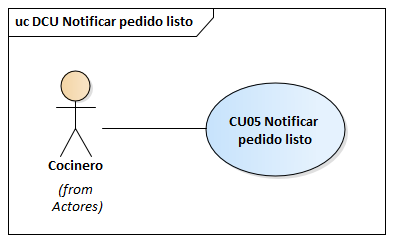 uc DCU Notificar pedido listo
CU05 Notificar
pedido listo
Cocinero
(from
Actores)